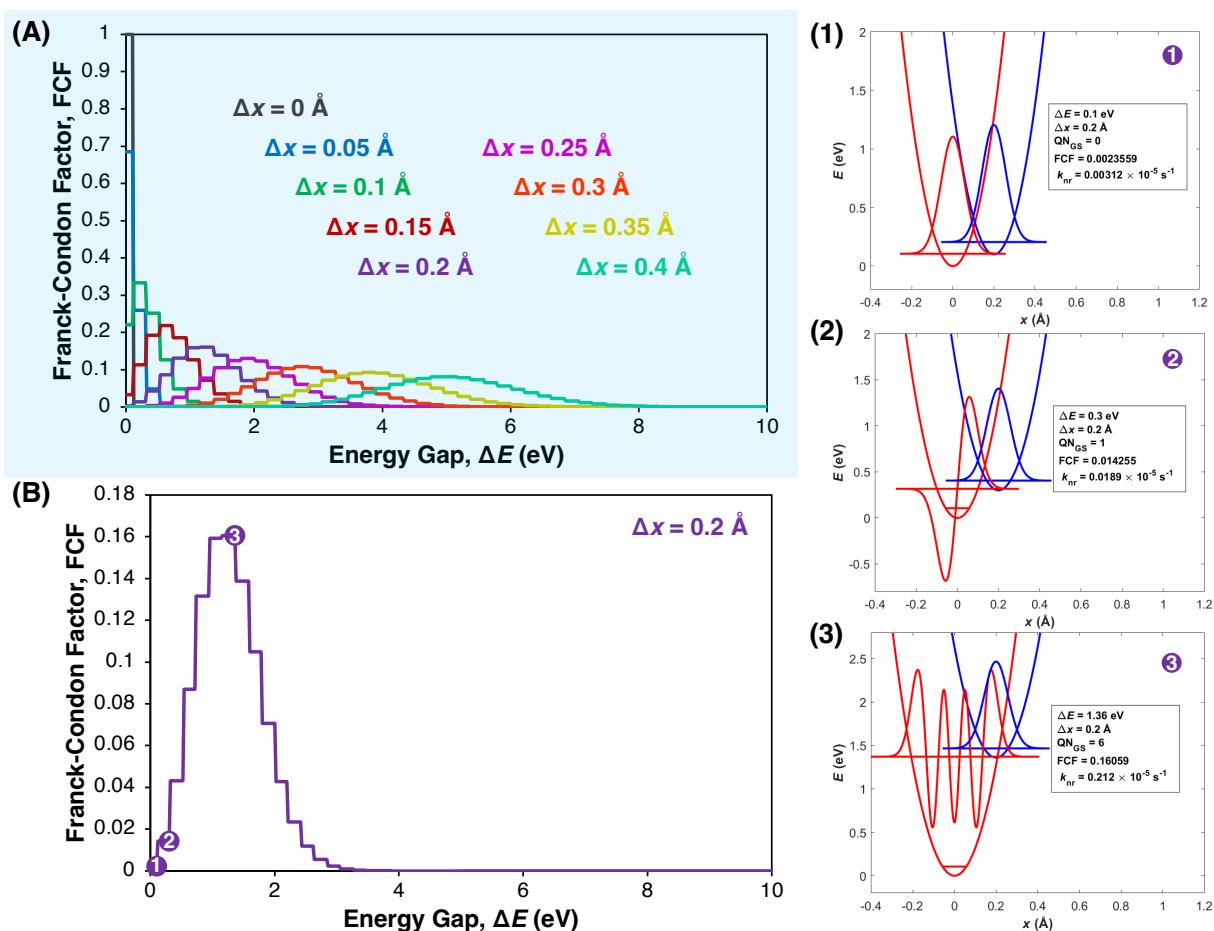 (A)
Franck-Condon Factor, FCF
1
0.9
0.8
0.7
0.6
0.5
0.4
0.3
0.2
0.1
0
Δx = 0 Å
Δx = 0.05 Å
Δx = 0.25 Å
Δx = 0.1 Å
Δx = 0.3 Å
Δx = 0.15 Å
Δx = 0.35 Å
Δx = 0.2 Å
Δx = 0.4 Å
0 2 4 6 8 10
Energy Gap, ΔE (eV)
(B)
Franck-Condon Factor, FCF
0.18
0.16
0.14
0.12
0.1
0.08
0.06
0.04
0.02
0
Δx = 0.2 Å
3
2
1
0 2 4 6 8 10
Energy Gap, ΔE (eV)
(1)
1
E (eV)
2
1.5
1
0.5
0
ΔE = 0.1 eV
Δx = 0.2 Å
QN_GS = 0
FCF = 0.0023559
k_nr = 0.00312 × 10⁻⁵ s⁻¹
-0.4 -0.2 0 0.2 0.4 0.6 0.8 1 1.2
x (Å)
(2)
2
E (eV)
2
1.5
1
0.5
0
-0.5
ΔE = 0.3 eV
Δx = 0.2 Å
QN_GS = 1
FCF = 0.014255
k_nr = 0.0189 × 10⁻⁵ s⁻¹
-0.4 -0.2 0 0.2 0.4 0.6 0.8 1 1.2
x (Å)
(3)
3
E (eV)
2.5
2
1.5
1
0.5
0
ΔE = 1.36 eV
Δx = 0.2 Å
QN_GS = 6
FCF = 0.16059
k_nr = 0.212 × 10⁻⁵ s⁻¹
-0.4 -0.2 0 0.2 0.4 0.6 0.8 1 1.2
x (Å)